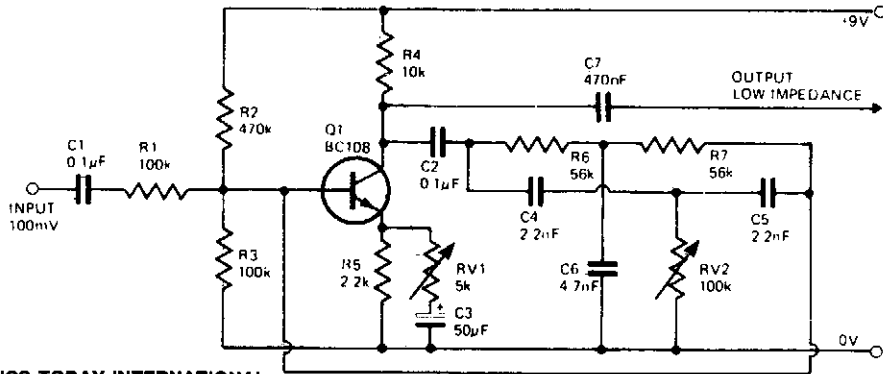 +9V
R4
10k
C7
470nF
OUTPUT
LOW IMPEDANCE
R2
470k
Q1
BC108
C1
0.1µF
R1
100k
C2
0.1µF
R6
56k
R7
56k
INPUT
100mV
C4
2.2nF
C5
2.2nF
R3
100k
R5
2.2k
RV1
5k
C6
4.7nF
RV2
100k
+
C3
50µF
0V
TODAY INTERNATIONAL